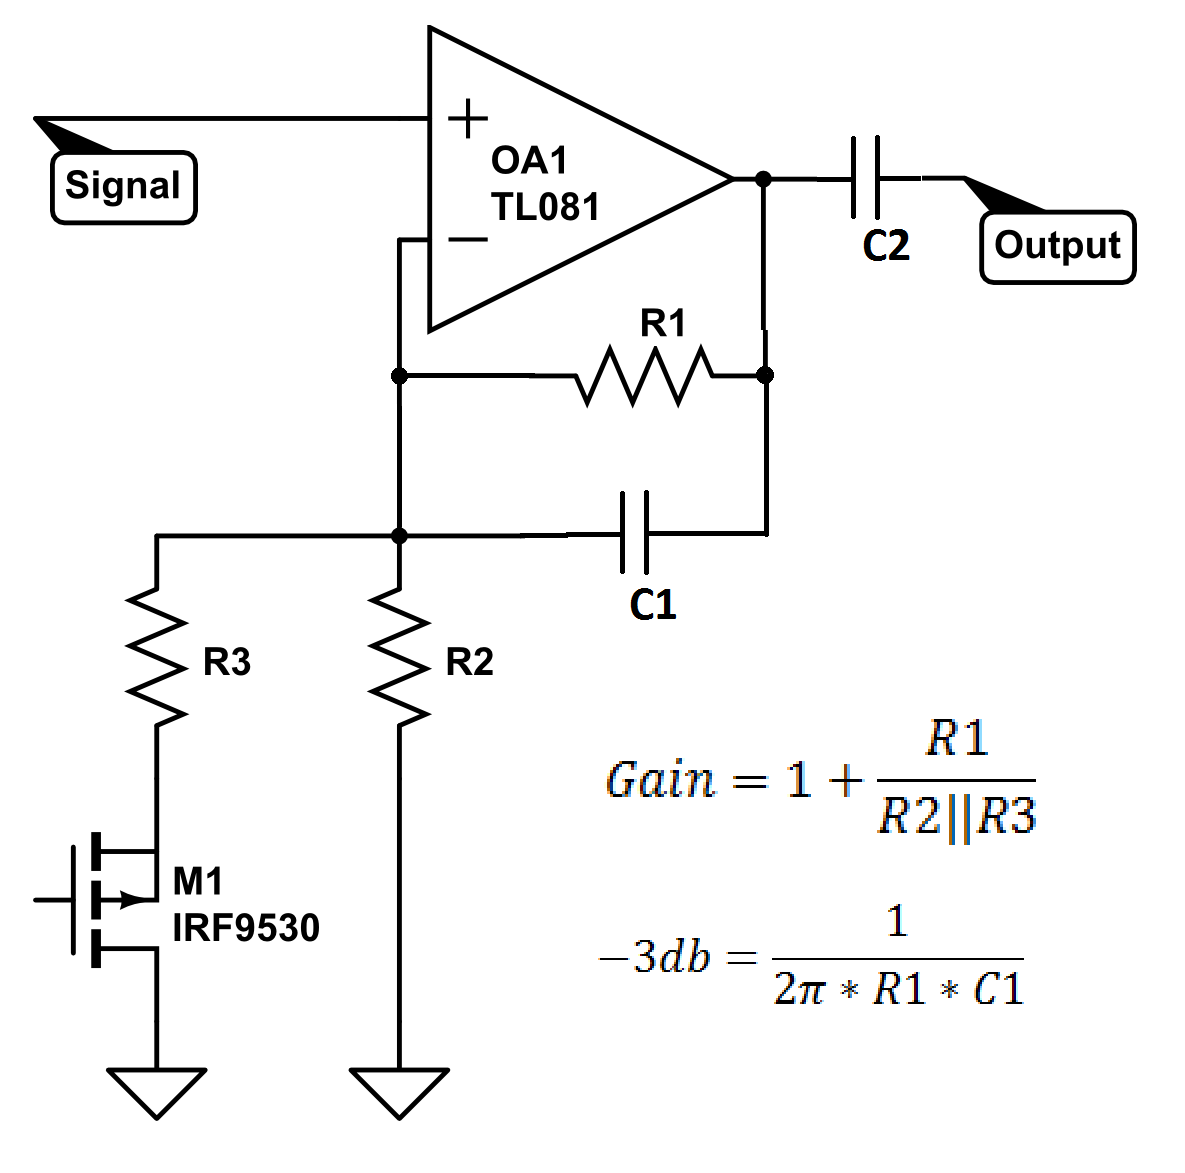 +
OA1
TL081
Signal
−
C2
Output
R1
C1
R3
R2
Gain = 1 + R1 / R2||R3
M1
IRF9530
−3db = 1 / 2π * R1 * C1